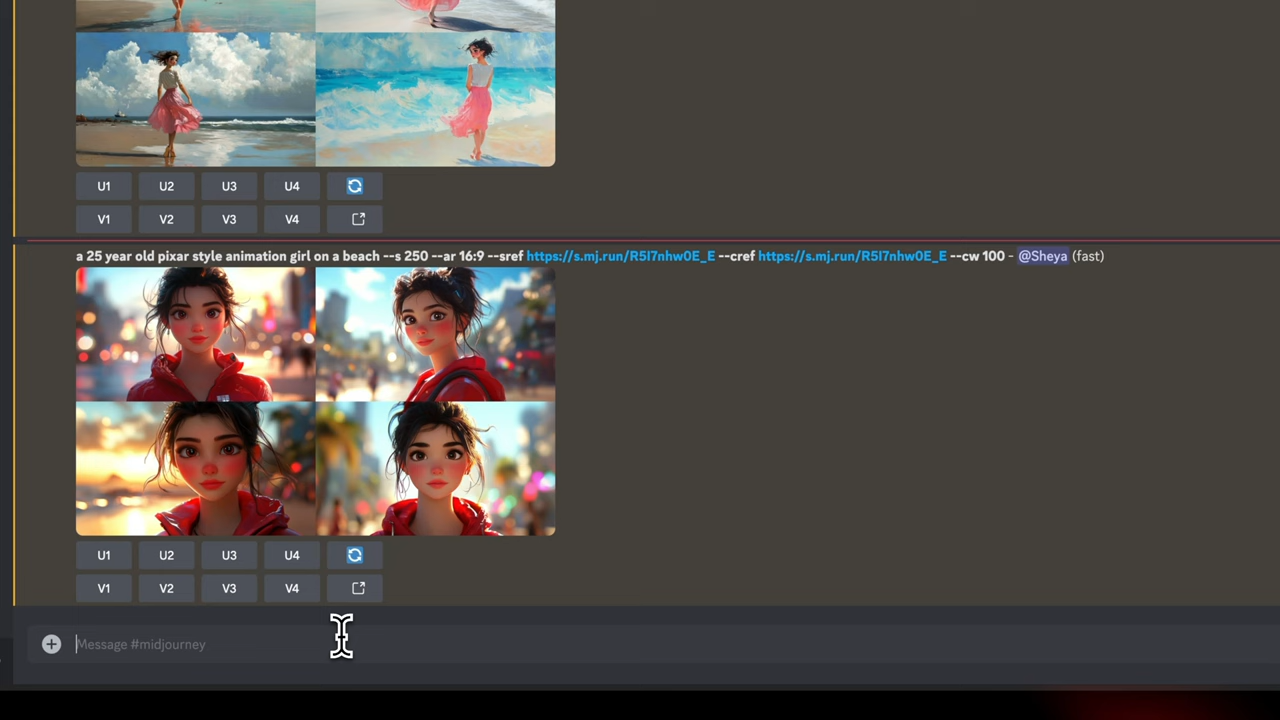 U1 U2 U3 U4
V1 V2 V3 V4
a 25 year old pixar style animation girl on a beach --s 250 --ar 16:9 --sref https://s.mj.run/R5I7nhw0E_E --cref https://s.mj.run/R5I7nhw0E_E --cw 100 - @Sheya (fast)
U1 U2 U3 U4
V1 V2 V3 V4
Message #midjourney